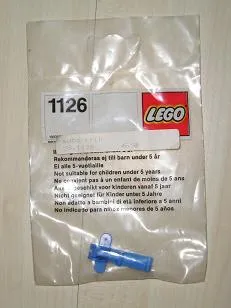 1126
LEGO
Rekommenderas ej till barn under 5 år
Ei alle 5-vuotiaille
Not suitable for children under 5 years
Ne convient pas à un enfant de moins de 5 ans
geschikt voor kinderen vanaf 5 jaar
Nicht geeignet für Kinder unter 5 Jahre
Non adatto a bambini di età inferiore a 5 anni
No indicado para niños menores de 5 años